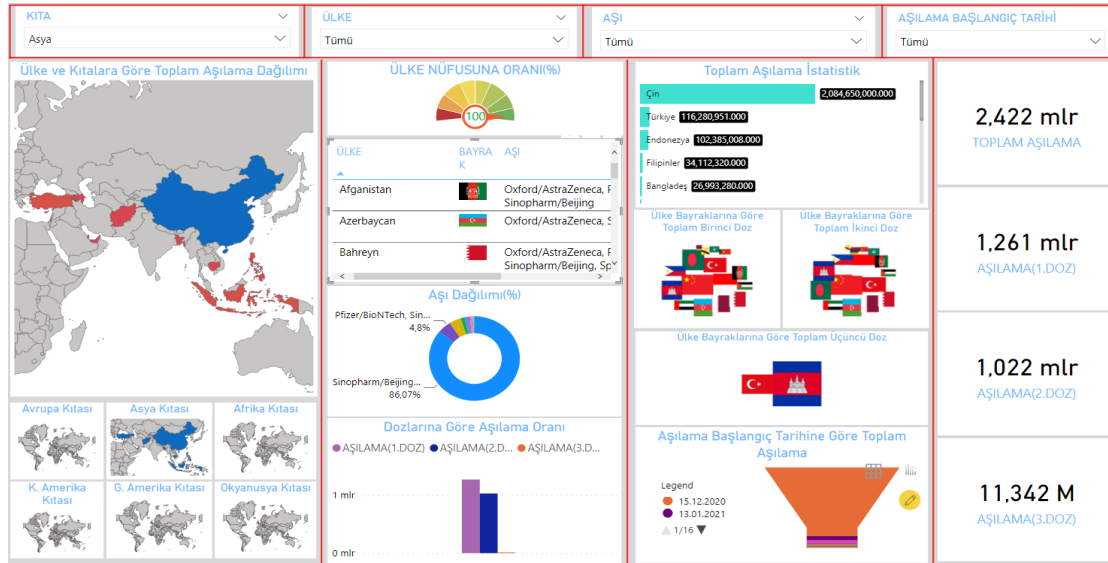 KITA
Asya
ÜLKE
Tümü
AŞI
Tümü
AŞILAMA BAŞLANGIÇ TARİHİ
Tümü
Ülke ve Kıtalara Göre Toplam Aşılama Dağılımı
Avrupa Kıtası
Asya Kıtası
Afrika Kıtası
K. Amerika
Kıtası
G. Amerika Kıtası
Okyanusya Kıtası
ÜLKE NÜFUSUNA ORANI(%)
100
ÜLKE
BAYRA
K
AŞI
Afganistan
Oxford/AstraZeneca, P
Sinopharm/Beijing
Azerbaycan
Oxford/AstraZeneca, S
Bahreyn
Oxford/AstraZeneca, P
Sinopharm/Beijing, Sp
Aşı Dağılımı(%)
Pfizer/BioNTech, Sin...
4,8%
Sinopharm/Beijing...
86,07%
Dozlarına Göre Aşılama Oranı
AŞILAMA(1.DOZ)
AŞILAMA(2.D...
AŞILAMA(3.D...
1 mlr
0 mlr
Toplam Aşılama İstatistik
Çin 2,084,650,000.000
Türkiye 116,280,951.000
Endonezya 102,385,008.000
Filipinler 34,112,320.000
Bangladeş 26,993,280.000
Ülke Bayraklarına Göre
Toplam Birinci Doz
Ülke Bayraklarına Göre
Toplam İkinci Doz
Ülke Bayraklarına Göre Toplam Üçüncü Doz
Aşılama Başlangıç Tarihine Göre Toplam
Aşılama
Legend
15.12.2020
13.01.2021
1/16
2,422 mlr
TOPLAM AŞILAMA
1,261 mlr
AŞILAMA(1.DOZ)
1,022 mlr
AŞILAMA(2.DOZ)
11,342 M
AŞILAMA(3.DOZ)